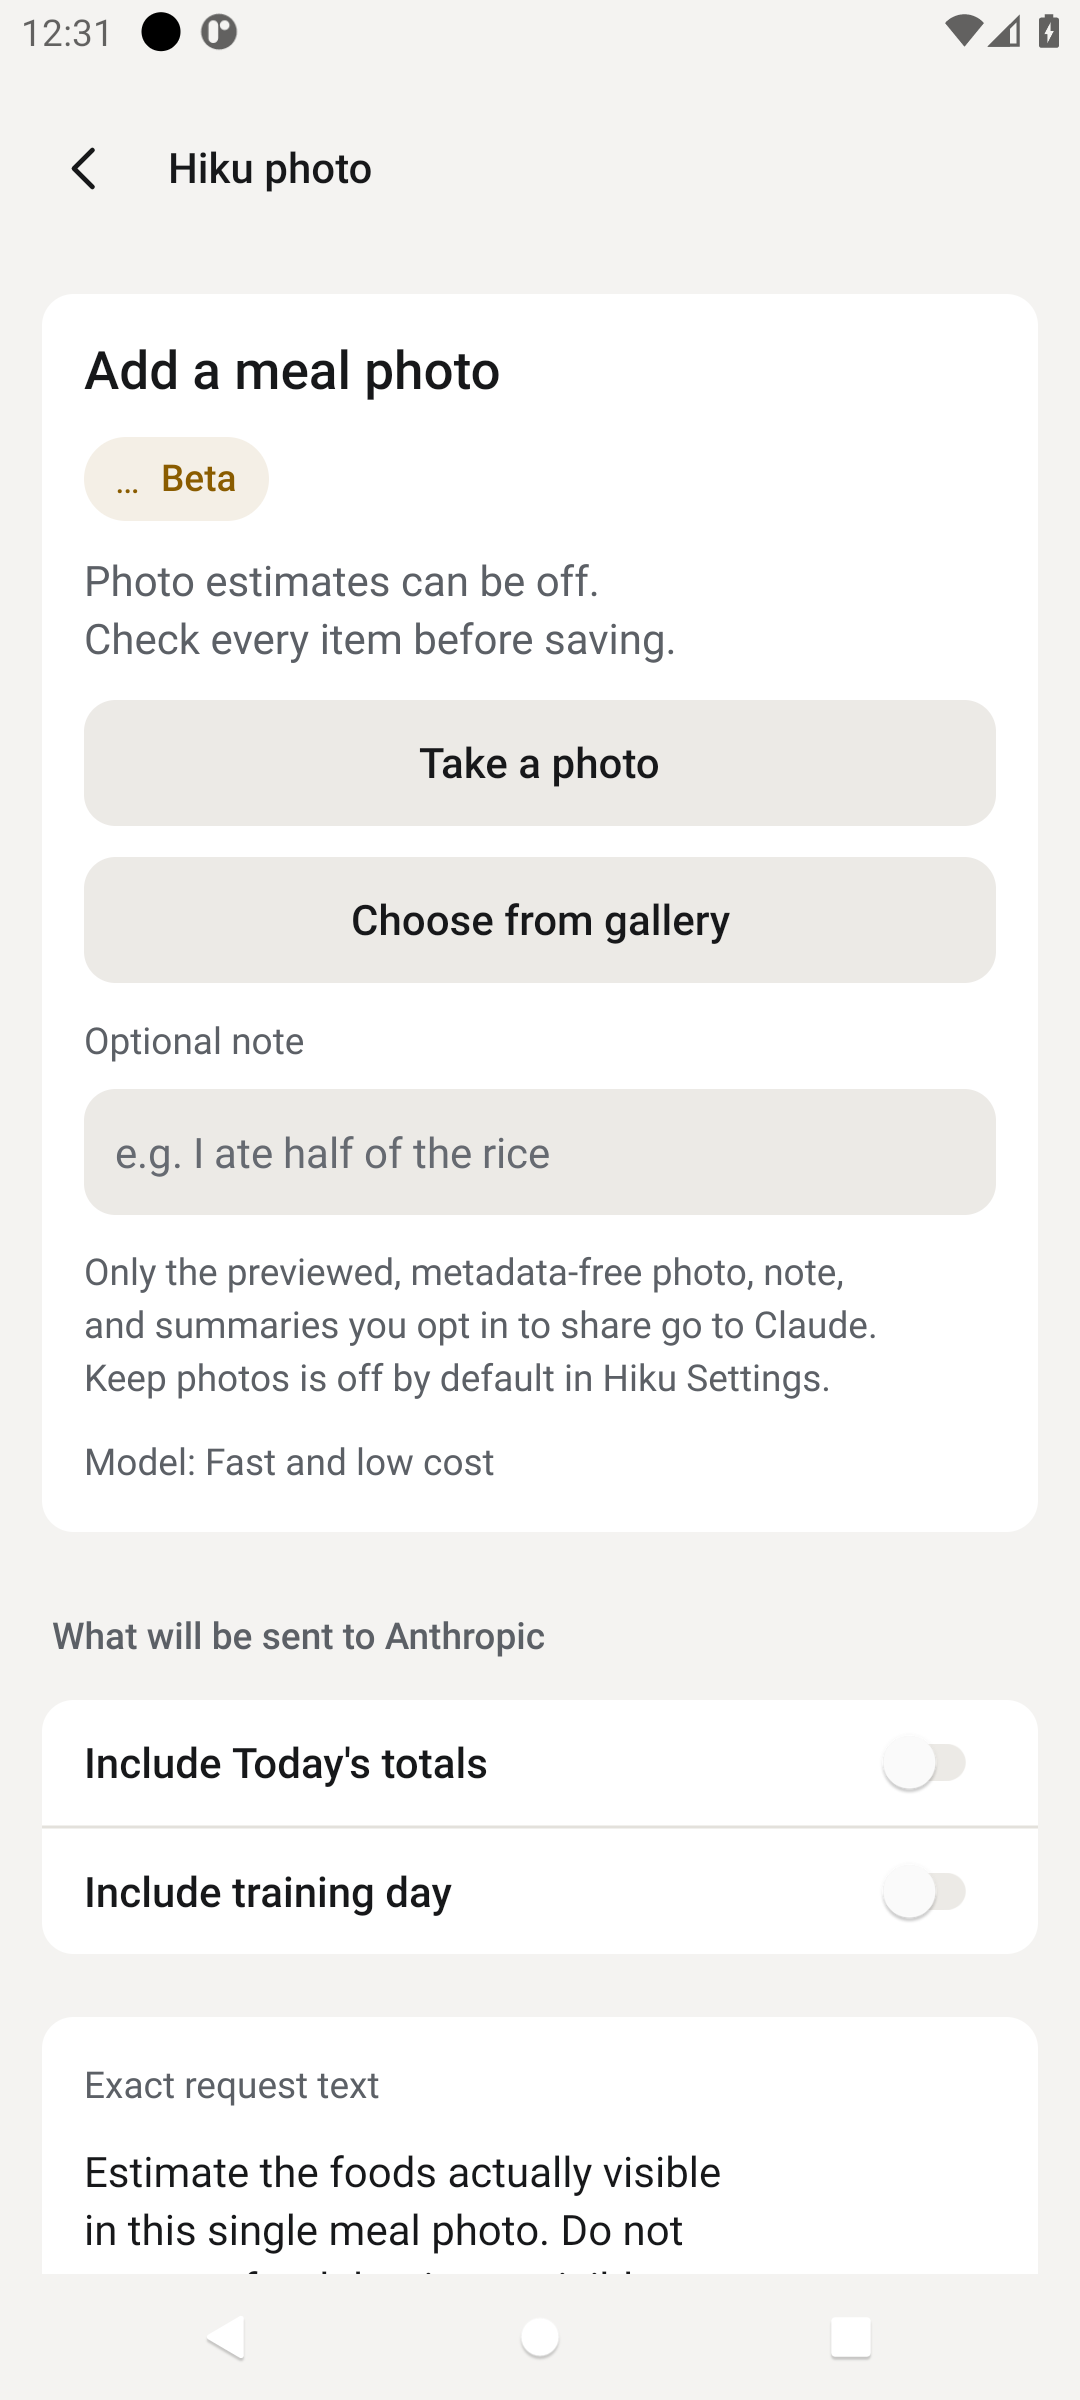 12:31
Hiku photo
Add a meal photo
... Beta
Photo estimates can be off.
Check every item before saving.
Take a photo
Choose from gallery
Optional note
e.g. I ate half of the rice
Only the previewed, metadata-free photo, note,
and summaries you opt in to share go to Claude.
Keep photos is off by default in Hiku Settings.
Model: Fast and low cost
What will be sent to Anthropic
Include Today's totals
Include training day
Exact request text
Estimate the foods actually visible
in this single meal photo. Do not